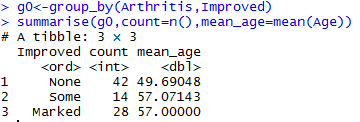 > g0<-group_by(Arthritis,Improved)
> summarise(g0,count=n(),mean_age=mean(Age))
# A tibble: 3 × 3
  Improved count mean_age
  <ord> <int> <dbl>
1 None 42 49.69048
2 Some 14 57.07143
3 Marked 28 57.00000